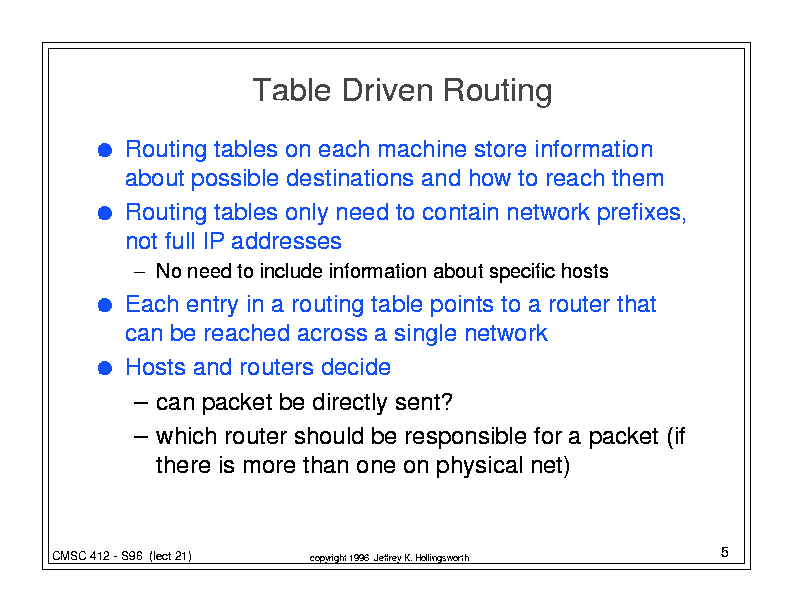 Table Driven Routing
● Routing tables on each machine store information
about possible destinations and how to reach them
● Routing tables only need to contain network prefixes,
not full IP addresses
– No need to include information about specific hosts
● Each entry in a routing table points to a router that
can be reached across a single network
● Hosts and routers decide
– can packet be directly sent?
– which router should be responsible for a packet (if
there is more than one on physical net)
CMSC 412 - S96 (lect 21)
copyright 1996 Jeffrey K. Hollingsworth
5